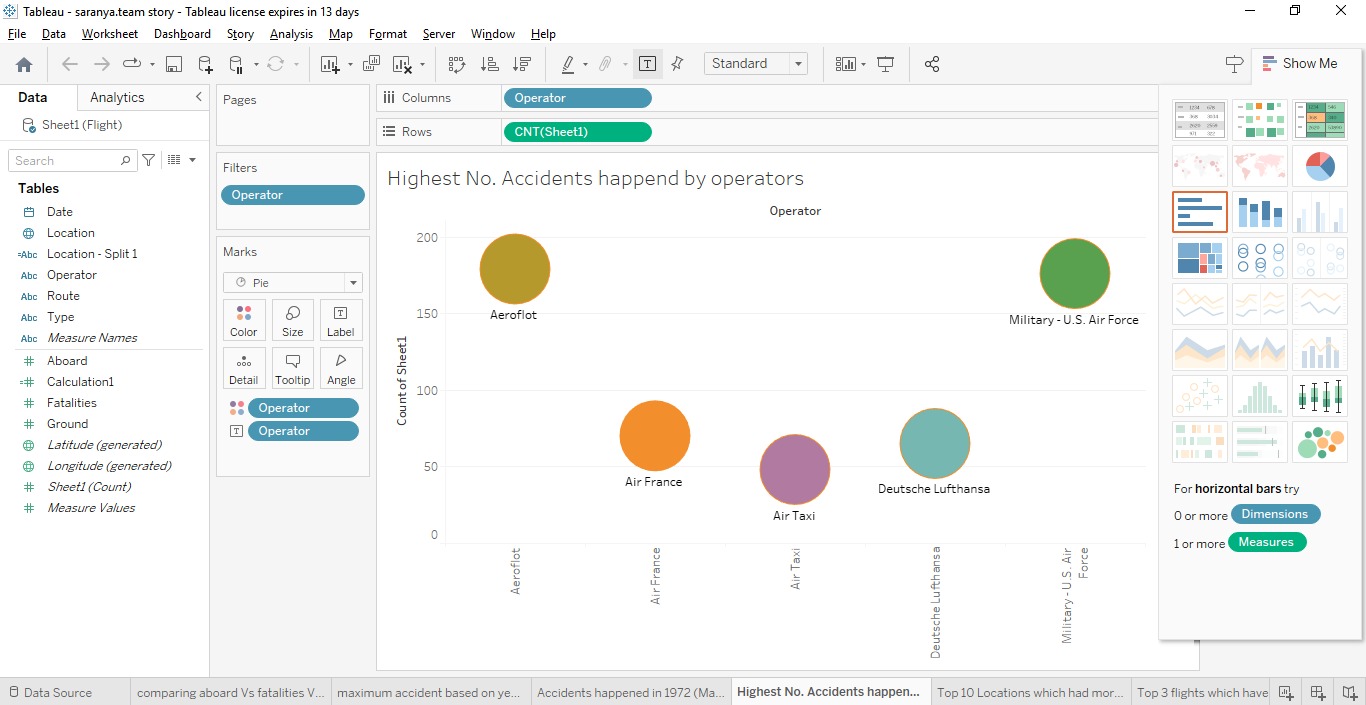 Tableau - saranya.team story - Tableau license expires in 13 days
File Data Worksheet Dashboard Story Analysis Map Format Server Window Help
Standard
Show Me
Data Analytics
Sheet1 (Flight)
Search
Tables
Date
Location
=Abc Location - Split 1
Abc Operator
Abc Route
Abc Type
Abc Measure Names
# Aboard
=# Calculation1
# Fatalities
# Ground
Latitude (generated)
Longitude (generated)
# Sheet1 (Count)
# Measure Values
Pages
Filters
Operator
Marks
Pie
Color Size Label
Detail Tooltip Angle
Operator
Operator
Columns Operator
Rows CNT(Sheet1)
Highest No. Accidents happend by operators
Operator
Count of Sheet1
200
150
100
50
0
Aeroflot
Military - U.S. Air Force
Air France
Air Taxi
Deutsche Lufthansa
Aeroflot
Air France
Air Taxi
Deutsche Lufthansa
Military - U.S. Air
Force
For horizontal bars try
0 or more Dimensions
1 or more Measures
Data Source
comparing aboard Vs fatalities V...
maximum accident based on ye...
Accidents happened in 1972 (Ma...
Highest No. Accidents happen...
Top 10 Locations which had mor...
Top 3 flights which have